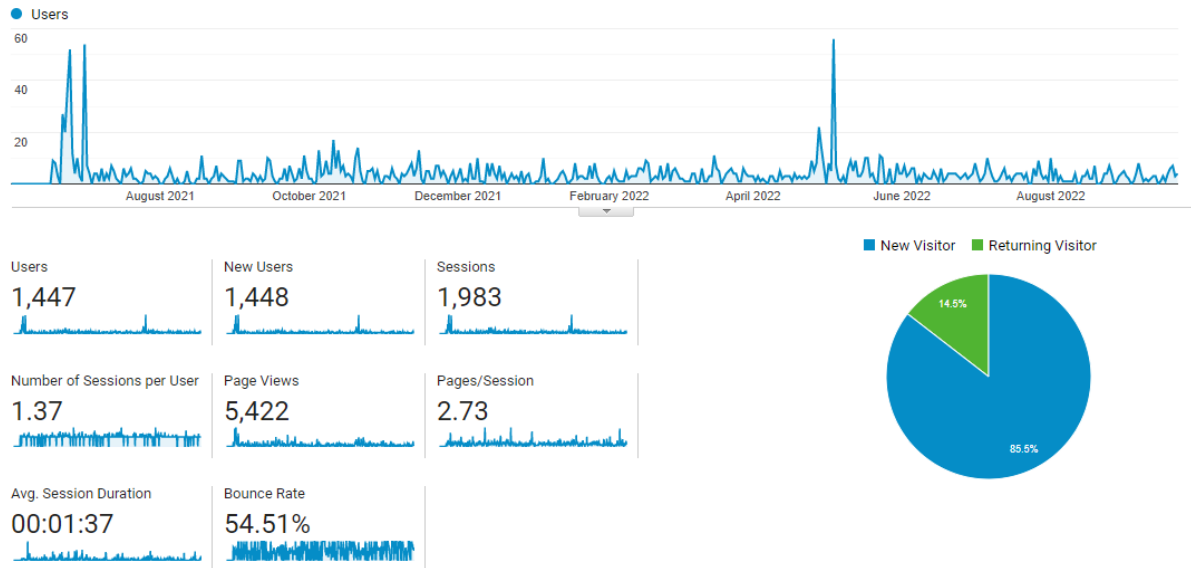 Users
60
40
20
August 2021 October 2021 December 2021 February 2022 April 2022 June 2022 August 2022
New Visitor Returning Visitor
Users New Users Sessions
1,447 1,448 1,983
Number of Sessions per User Page Views Pages/Session
1.37 5,422 2.73
Avg. Session Duration Bounce Rate
00:01:37 54.51%
14.5%
85.5%